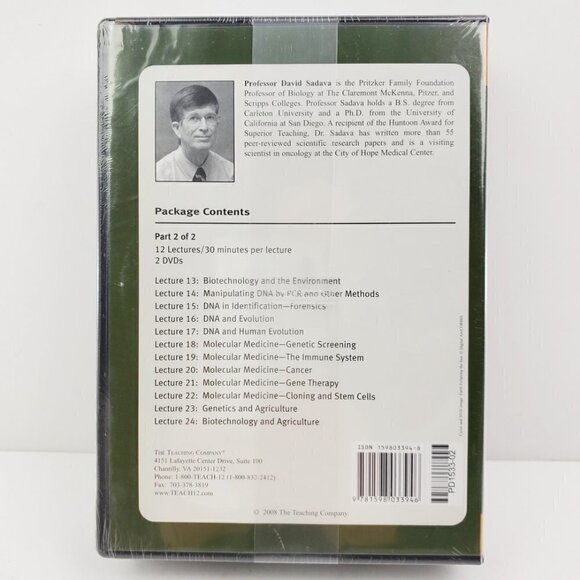 Professor David Sadava is the Pritzker Family Foundation
Professor of Biology at The Claremont McKenna, Pitzer, and
Scripps Colleges. Professor Sadava holds a B.S. degree from
Carleton University and a Ph.D. from the University of
California at San Diego. A recipient of the Huntoon Award for
Superior Teaching, Dr. Sadava has written more than 55
peer-reviewed scientific research papers and is a visiting
scientist in oncology at the City of Hope Medical Center.
Package Contents
Part 2 of 2
12 Lectures/30 minutes per lecture
2 DVDs
Lecture 13: Biotechnology and the Environment
Lecture 14: Manipulating DNA by PCR and Other Methods
Lecture 15: DNA in Identification—Forensics
Lecture 16: DNA and Evolution
Lecture 17: DNA and Human Evolution
Lecture 18: Molecular Medicine—Genetic Screening
Lecture 19: Molecular Medicine—The Immune System
Lecture 20: Molecular Medicine—Cancer
Lecture 21: Molecular Medicine—Gene Therapy
Lecture 22: Molecular Medicine—Cloning and Stem Cells
Lecture 23: Genetics and Agriculture
Lecture 24: Biotechnology and Agriculture
THE TEACHING COMPANY®
4151 Lafayette Center Drive, Suite 100
Chantilly, VA 20151-1232
Phone: 1-800-TEACH-12 (1-800-832-2412)
Fax: 703-378-3819
WWW.TEACH12.COM
ISBN 159803394-8
9 781598 033946
PD1533-02
© 2008 The Teaching Company.